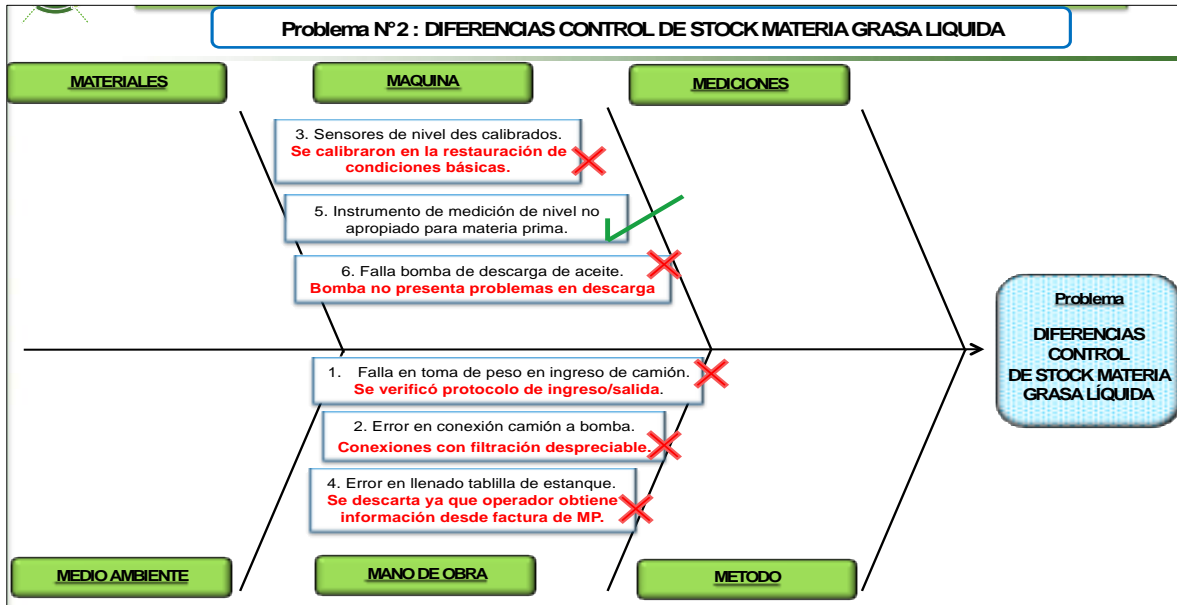 Problema N° 2 : DIFERENCIAS CONTROL DE STOCK MATERIA GRASA LIQUIDA
MATERIALES
MAQUINA
MEDICIONES
3. Sensores de nivel des calibrados.
Se calibraron en la restauración de
condiciones básicas.
5. Instrumento de medición de nivel no
apropiado para materia prima.
6. Falla bomba de descarga de aceite.
Bomba no presenta problemas en descarga
Problema
DIFERENCIAS
CONTROL
DE STOCK MATERIA
GRASA LÍQUIDA
1. Falla en toma de peso en ingreso de camión.
Se verificó protocolo de ingreso/salida.
2. Error en conexión camión a bomba.
Conexiones con filtración despreciable.
4. Error en llenado tablilla de estanque.
Se descarta ya que operador obtiene
información desde factura de MP.
MEDIO AMBIENTE
MANO DE OBRA
METODO